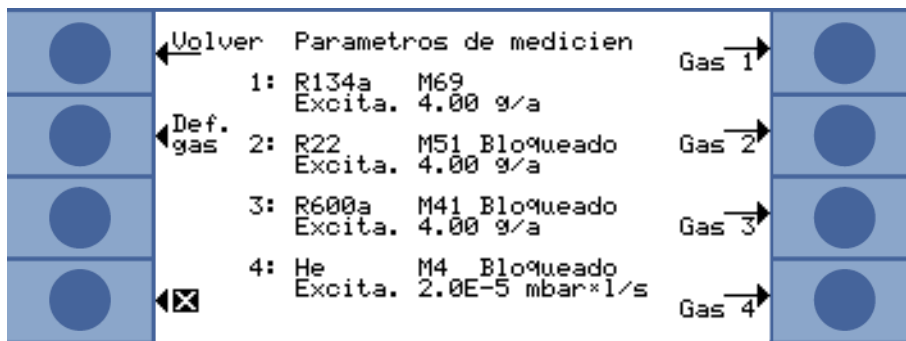 Volver Parametros de medicien
Gas 1
1: R134a M69
Excita. 4.00 g/a
Def.
gas 2: R22 M51 Bloqueado Gas 2
Excita. 4.00 g/a
3: R600a M41 Bloqueado
Excita. 4.00 g/a Gas 3
4: He M4 Bloqueado
Excita. 2.0E-5 mbar×l/s
Gas 4